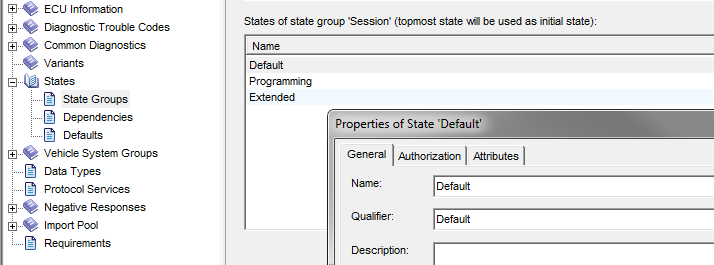 ECU Information
Diagnostic Trouble Codes
Common Diagnostics
Variants
States
State Groups
Dependencies
Defaults
Vehicle System Groups
Data Types
Protocol Services
Negative Responses
Import Pool
Requirements
States of state group 'Session' (topmost state will be used as initial state):
Name
Default
Programming
Extended
Properties of State 'Default'
General Authorization Attributes
Name: Default
Qualifier: Default
Description: